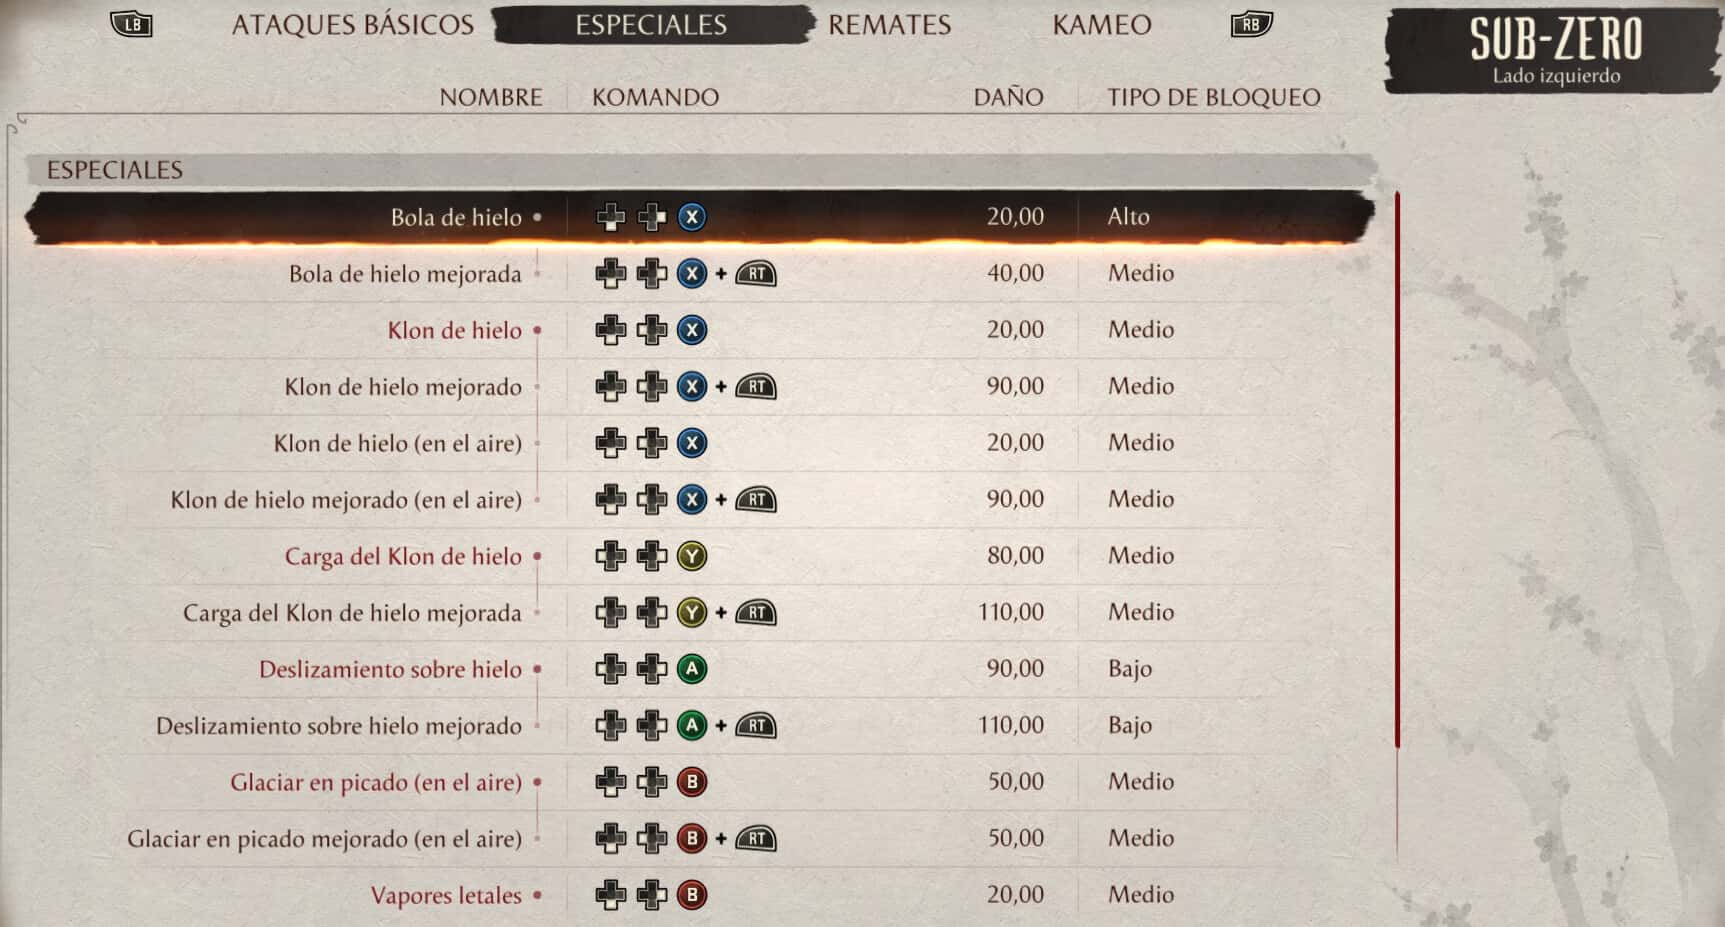 LB ATAQUES BÁSICOS ESPECIALES REMATES KAMEO RB
SUB-ZERO
Lado izquierdo
NOMBRE KOMANDO DAÑO TIPO DE BLOQUEO
ESPECIALES
Bola de hielo X 20,00 Alto
Bola de hielo mejorada X + RT 40,00 Medio
Klon de hielo X 20,00 Medio
Klon de hielo mejorado X + RT 90,00 Medio
Klon de hielo (en el aire) X 20,00 Medio
Klon de hielo mejorado (en el aire) X + RT 90,00 Medio
Carga del Klon de hielo Y 80,00 Medio
Carga del Klon de hielo mejorada Y + RT 110,00 Medio
Deslizamiento sobre hielo A 90,00 Bajo
Deslizamiento sobre hielo mejorado A + RT 110,00 Bajo
Glaciar en picado (en el aire) B 50,00 Medio
Glaciar en picado mejorado (en el aire) B + RT 50,00 Medio
Vapores letales B 20,00 Medio